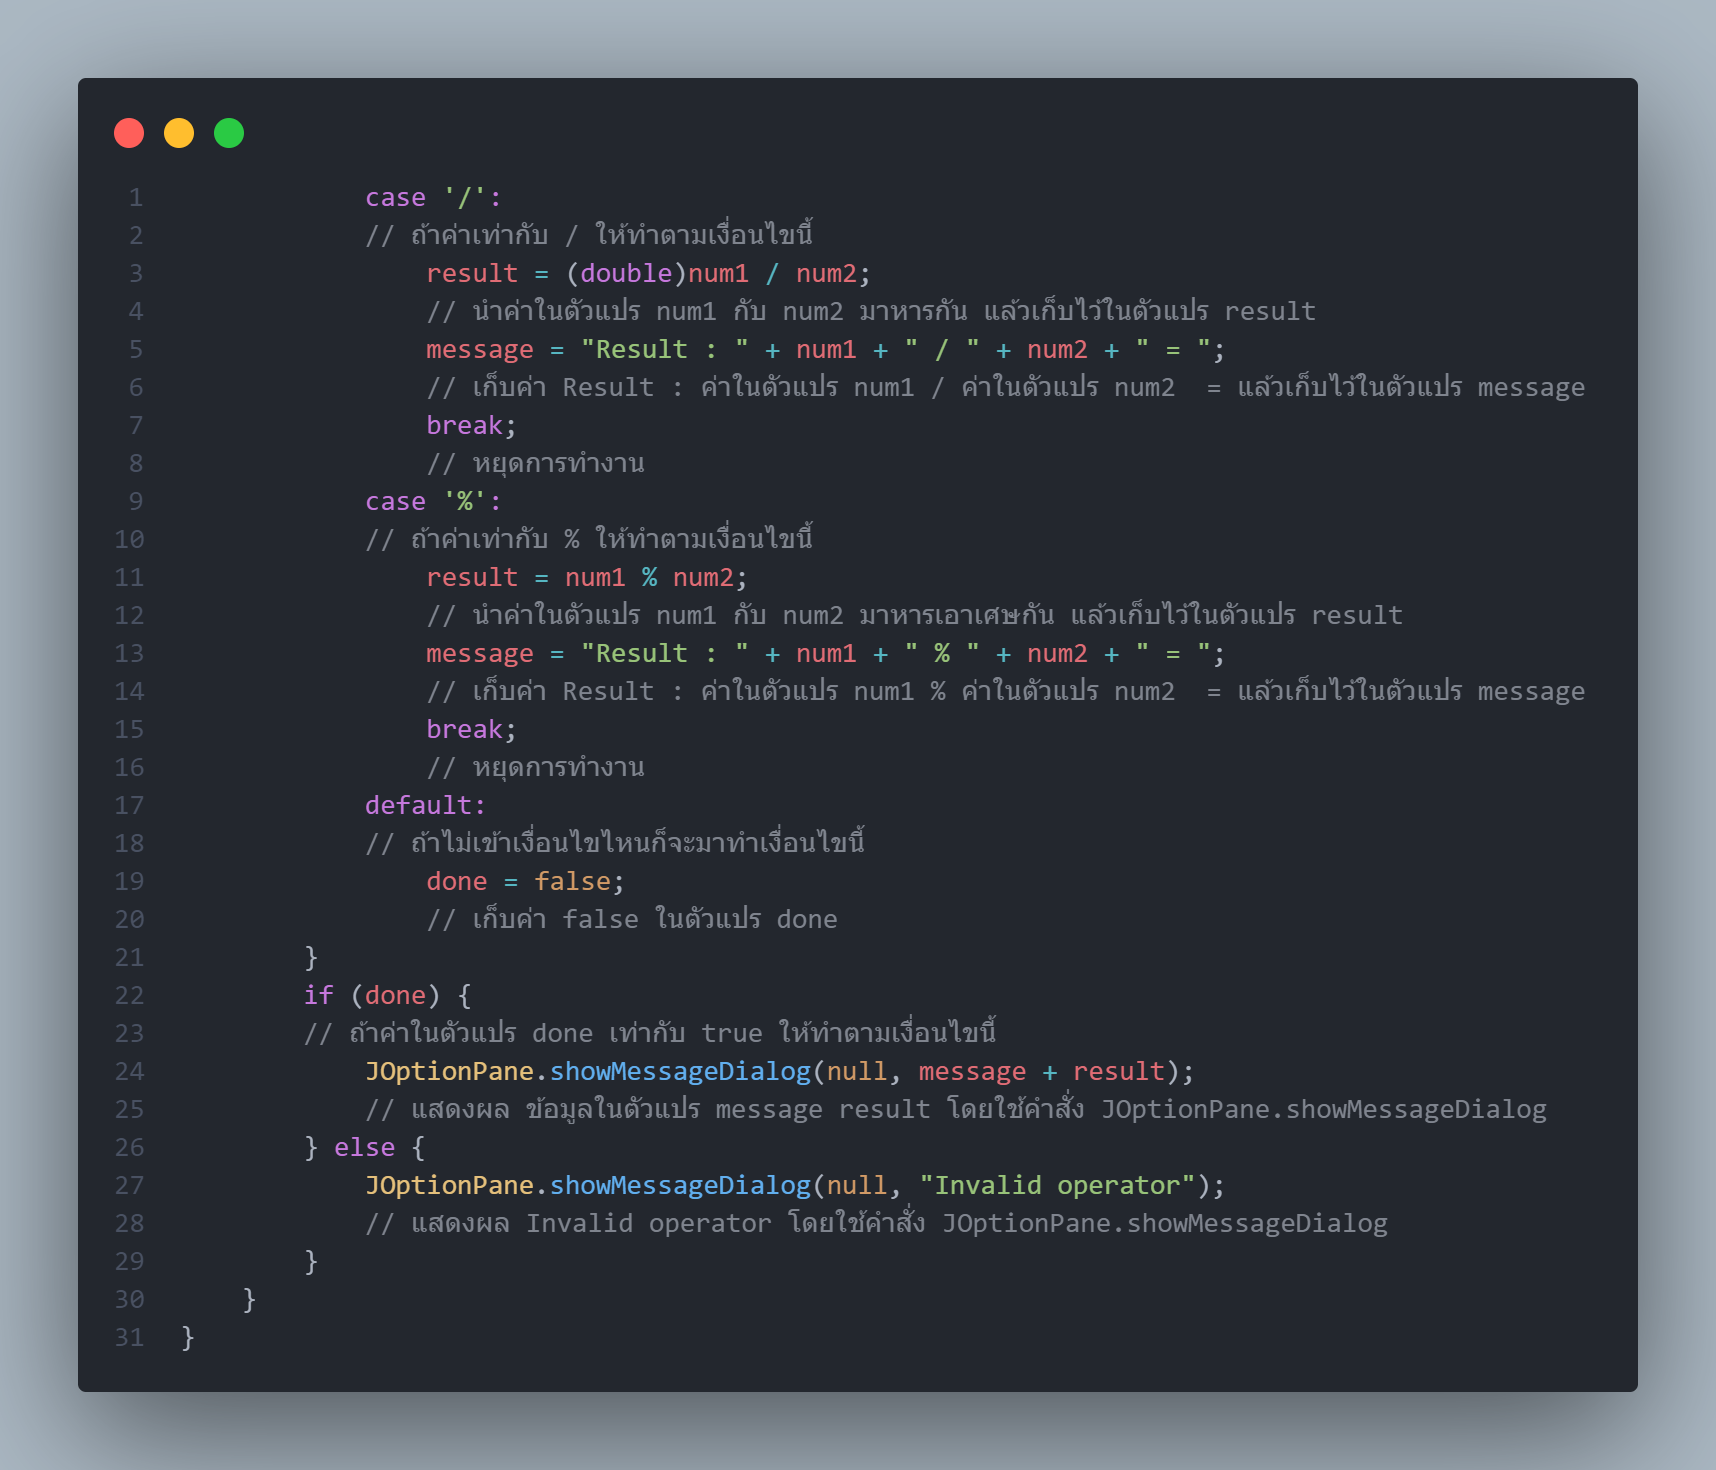 1 case '/':
2 // ถ้าค่าเท่ากับ / ให้ทำตามเงื่อนไขนี้
3 result = (double)num1 / num2;
4 // นำค่าในตัวแปร num1 กับ num2 มาหารกัน แล้วเก็บไว้ในตัวแปร result
5 message = "Result : " + num1 + " / " + num2 + " = ";
6 // เก็บค่า Result : ค่าในตัวแปร num1 / ค่าในตัวแปร num2  = แล้วเก็บไว้ในตัวแปร message
7 break;
8 // หยุดการทำงาน
9 case '%':
10 // ถ้าค่าเท่ากับ % ให้ทำตามเงื่อนไขนี้
11 result = num1 % num2;
12 // นำค่าในตัวแปร num1 กับ num2 มาหารเอาเศษกัน แล้วเก็บไว้ในตัวแปร result
13 message = "Result : " + num1 + " % " + num2 + " = ";
14 // เก็บค่า Result : ค่าในตัวแปร num1 % ค่าในตัวแปร num2  = แล้วเก็บไว้ในตัวแปร message
15 break;
16 // หยุดการทำงาน
17 default:
18 // ถ้าไม่เข้าเงื่อนไขไหนก็จะมาทำเงื่อนไขนี้
19 done = false;
20 // เก็บค่า false ในตัวแปร done
21 }
22 if (done) {
23 // ถ้าค่าในตัวแปร done เท่ากับ true ให้ทำตามเงื่อนไขนี้
24 JOptionPane.showMessageDialog(null, message + result);
25 // แสดงผล ข้อมูลในตัวแปร message result โดยใช้คำสั่ง JOptionPane.showMessageDialog
26 } else {
27 JOptionPane.showMessageDialog(null, "Invalid operator");
28 // แสดงผล Invalid operator โดยใช้คำสั่ง JOptionPane.showMessageDialog
29 }
30 }
31 }